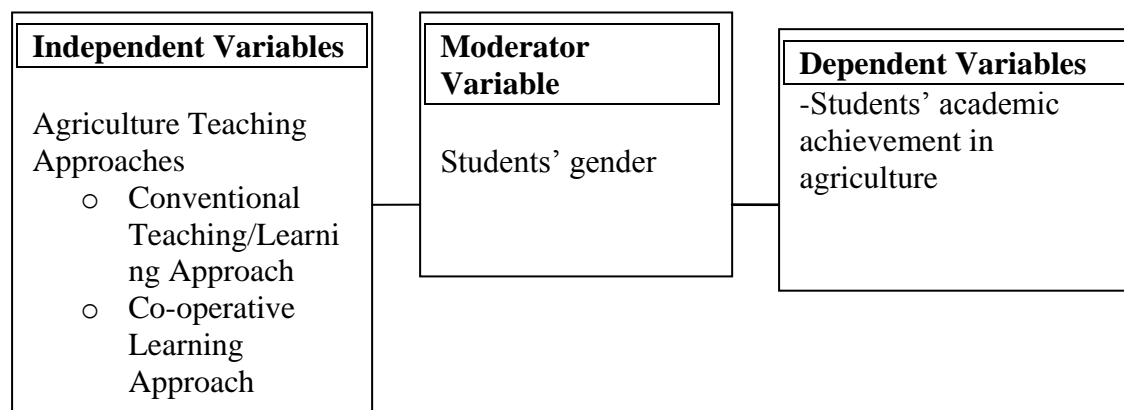 Independent Variables
Agriculture Teaching
Approaches
o Conventional
Teaching/Learni
ng Approach
o Co-operative
Learning
Approach
Moderator
Variable
Students’ gender
Dependent Variables
-Students’ academic
achievement in
agriculture